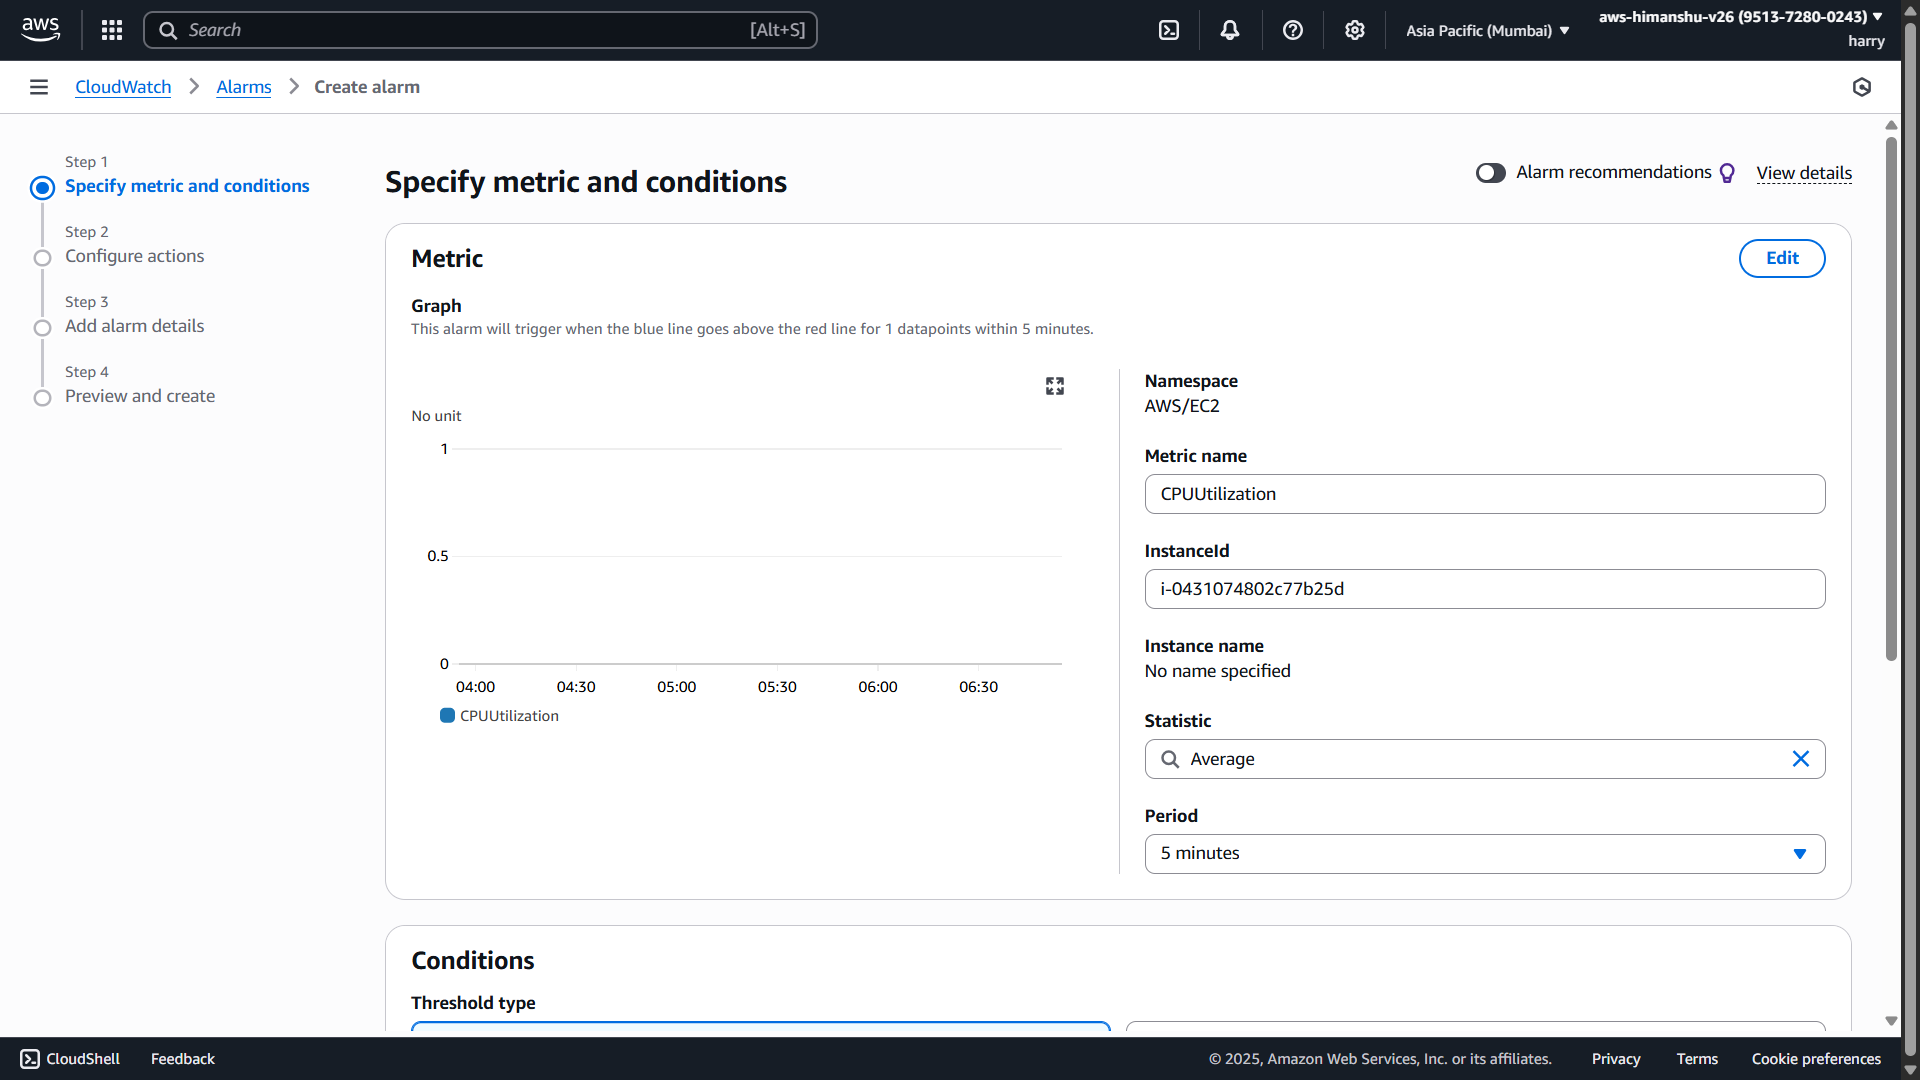 aws
Search [Alt+S]
Asia Pacific (Mumbai)
aws-himanshu-v26 (9513-7280-0243)
harry
CloudWatch
Alarms
Create alarm
Step 1
Specify metric and conditions
Step 2
Configure actions
Step 3
Add alarm details
Step 4
Preview and create
Specify metric and conditions
Alarm recommendations
View details
Metric
Edit
Graph
This alarm will trigger when the blue line goes above the red line for 1 datapoints within 5 minutes.
No unit
1
0.5
0
04:00 04:30 05:00 05:30 06:00 06:30
CPUUtilization
Namespace
AWS/EC2
Metric name
CPUUtilization
InstanceId
i-0431074802c77b25d
Instance name
No name specified
Statistic
Average
Period
5 minutes
Conditions
Threshold type
CloudShell
Feedback
© 2025, Amazon Web Services, Inc. or its affiliates.
Privacy
Terms
Cookie preferences